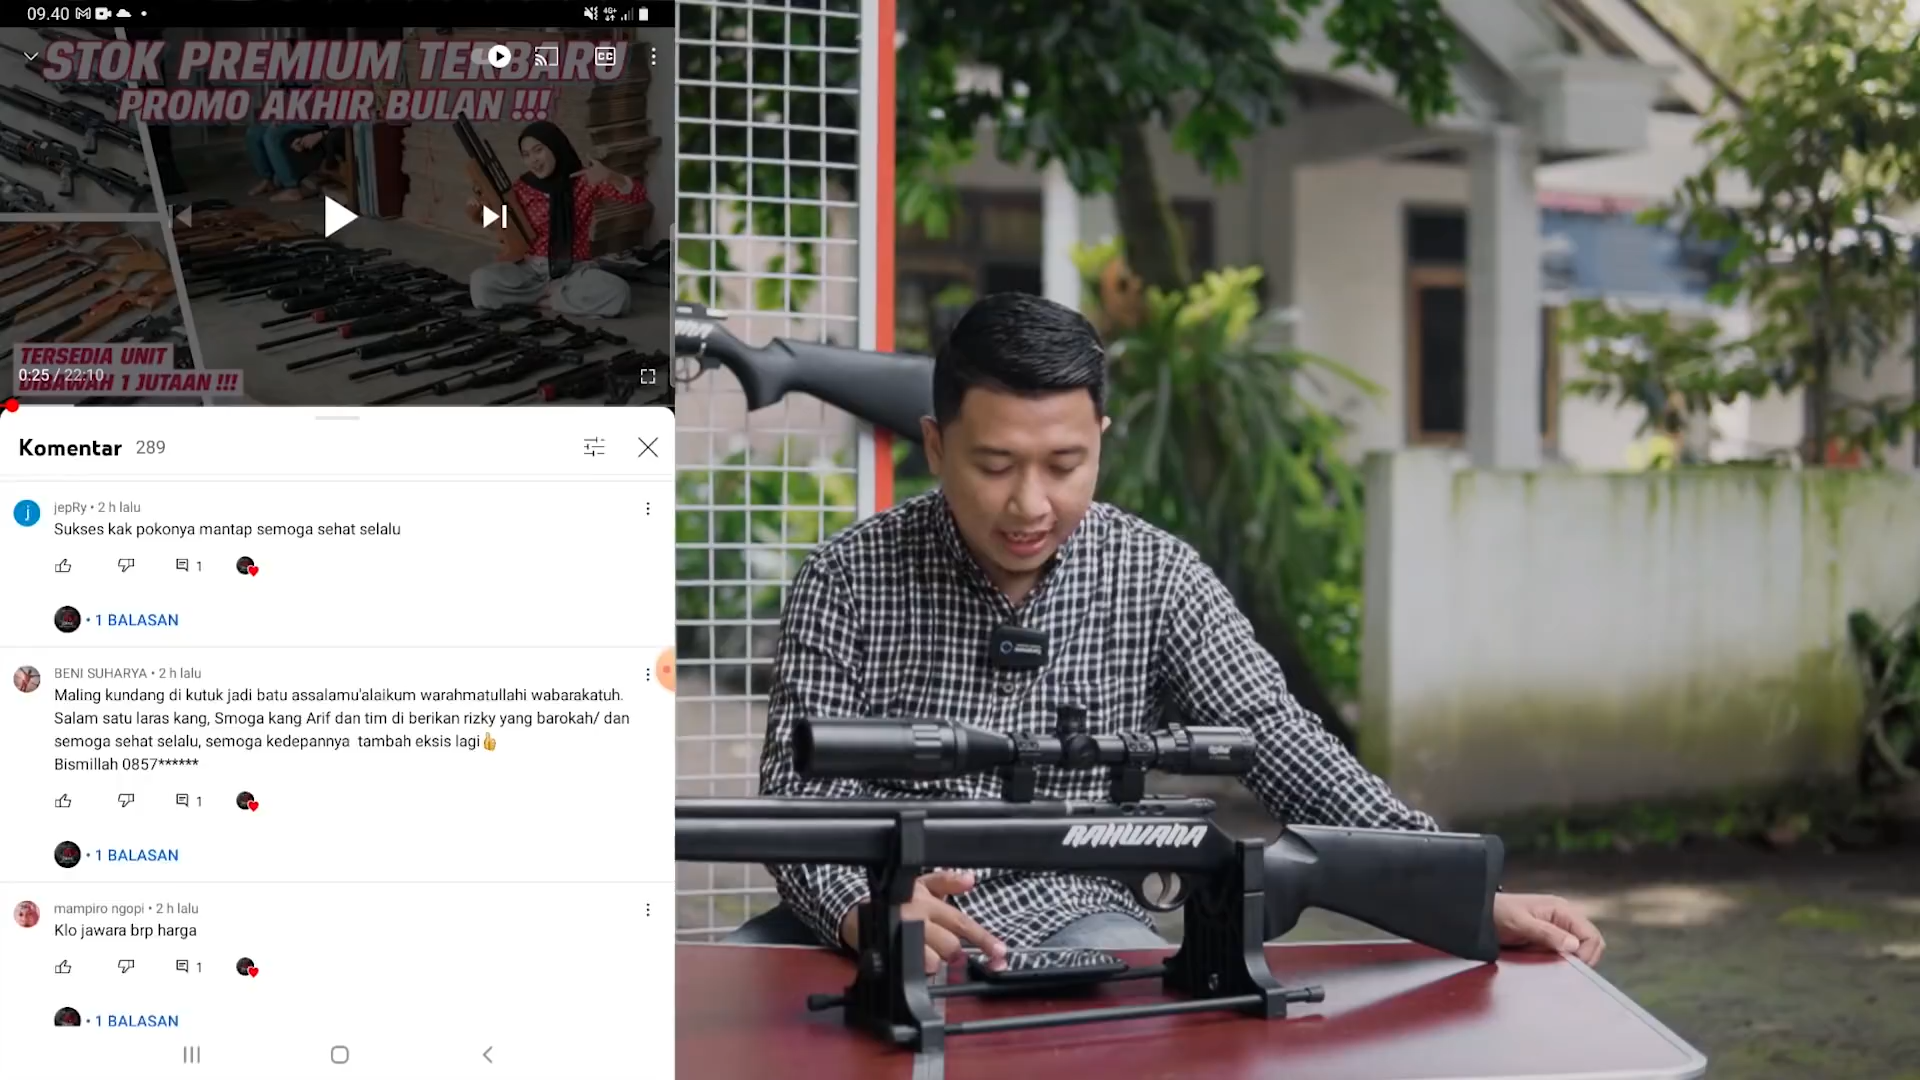 09.40
4G+
STOK PREMIUM TERBARU
PROMO AKHIR BULAN !!!
CC
TERSEDIA UNIT
DIBAWAH 1 JUTAAN !!!
0:25 / 22:10
Komentar 289
j
jepRy • 2 h lalu
Sukses kak pokonya mantap semoga sehat selalu
1
• 1 BALASAN
BENI SUHARYA • 2 h lalu
Maling kundang di kutuk jadi batu assalamu'alaikum warahmatullahi wabarakatuh.
Salam satu laras kang, Smoga kang Arif dan tim di berikan rizky yang barokah/ dan
semoga sehat selalu, semoga kedepannya tambah eksis lagi👍
Bismillah 0857******
1
• 1 BALASAN
mampiro ngopi • 2 h lalu
Klo jawara brp harga
1
• 1 BALASAN
RAHWANA